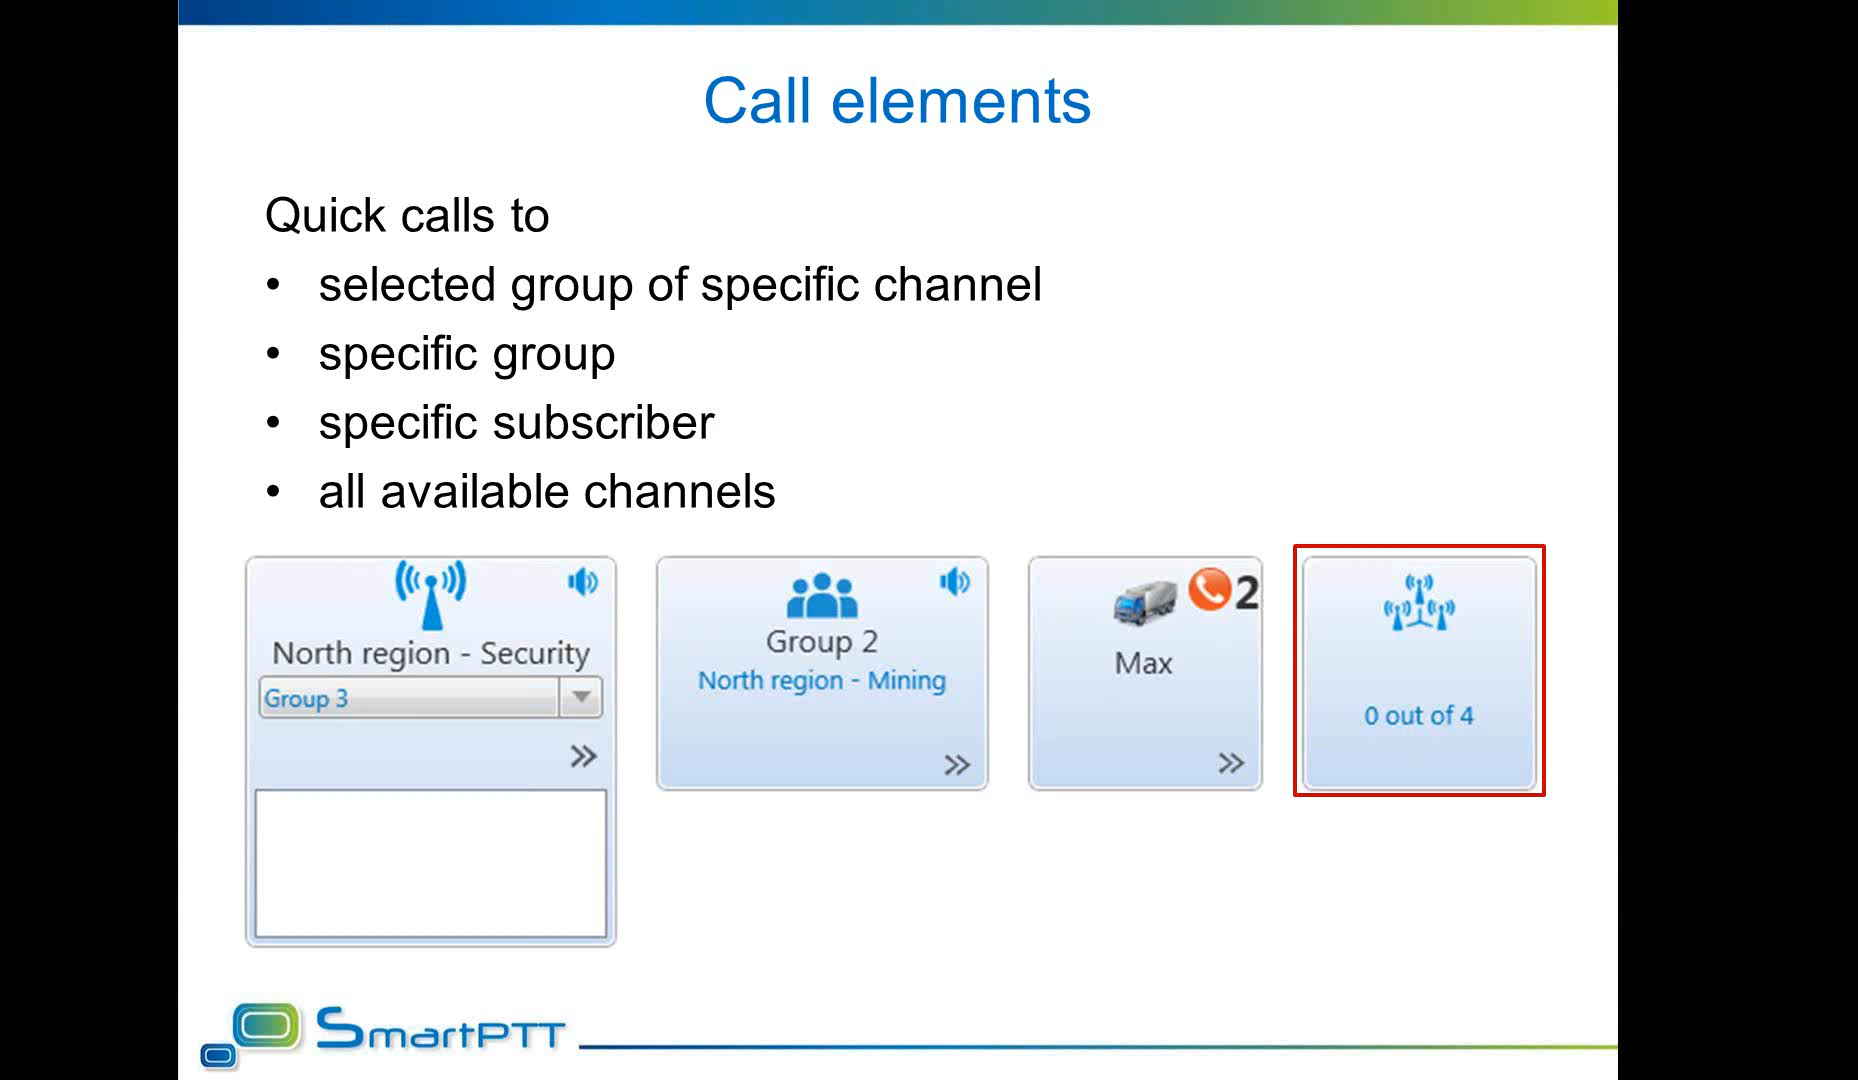 Call elements
Quick calls to
• selected group of specific channel
• specific group
• specific subscriber
• all available channels
North region - Security
Group 3
Group 2
North region - Mining
2
Max
0 out of 4
SmartPTT